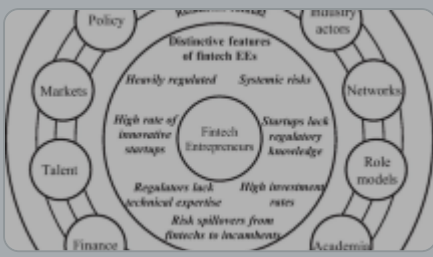 Policy
Industry
actors
Distinctive features
of fintech EEs
Heavily regulated
Systemic risks
Markets
Networks
High rate of
innovative
startups
Fintech
Entrepreneurs
Startups lack
regulatory
knowledge
Talent
Role
models
Regulators lack
technical expertise
High investment
rates
Risk spillovers from
fintechs to incumbents
Finance
Academia